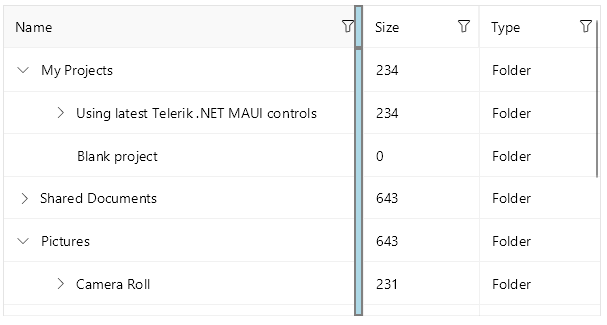 Name Size Type
My Projects 234 Folder
Using latest Telerik .NET MAUI controls 234 Folder
Blank project 0 Folder
Shared Documents 643 Folder
Pictures 643 Folder
Camera Roll 231 Folder